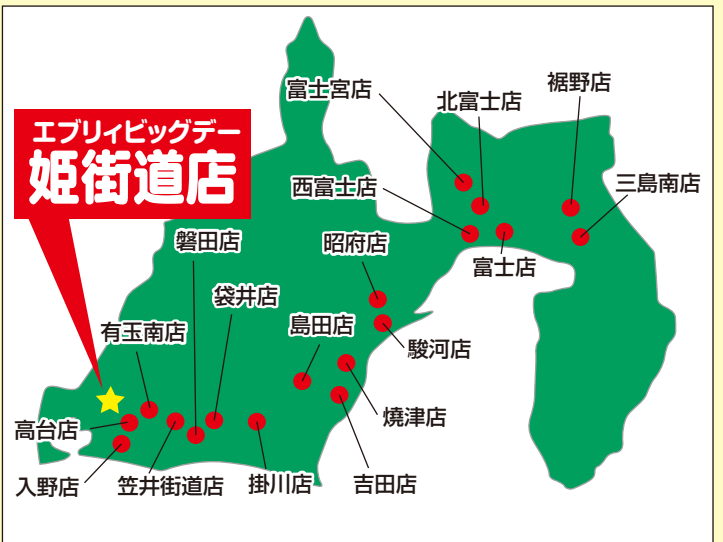 エブリィビッグデー
姫街道店
富士宮店
北富士店
裾野店
西富士店
三島南店
富士店
磐田店
昭府店
袋井店
島田店
有玉南店
駿河店
焼津店
高台店
入野店
笠井街道店
掛川店
吉田店